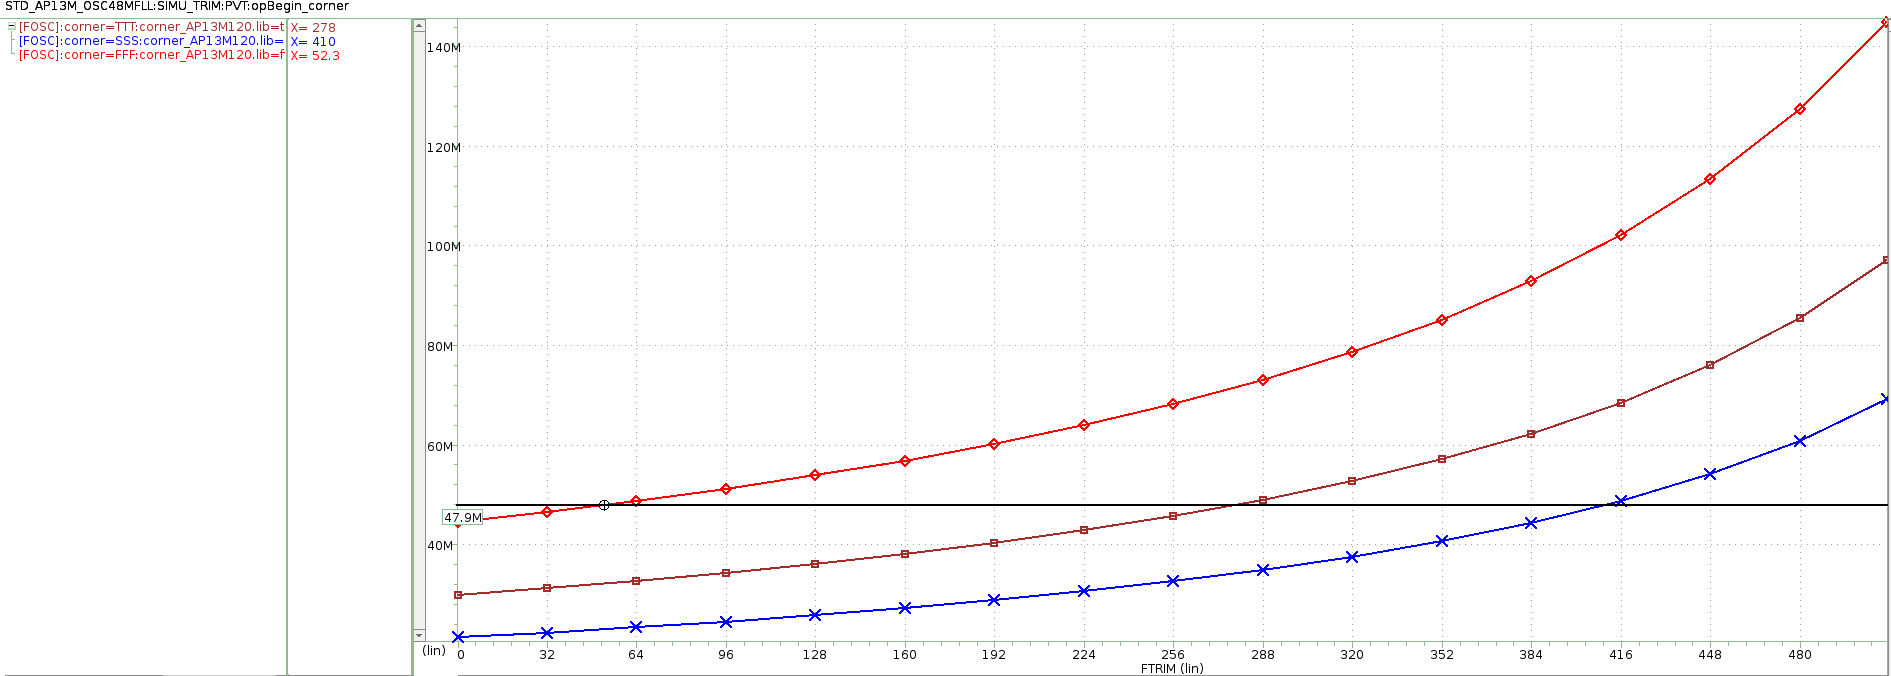 STD_AP13M_OSC48MFLL:SIMU_TRIM:PVT:opBegin_corner
[FOSC]:corner=TTT:corner_AP13M120.lib=t X= 278
[FOSC]:corner=SSS:corner_AP13M120.lib= X= 410
[FOSC]:corner=FFF:corner_AP13M120.lib=f X= 52.3
140M
120M
100M
80M
60M
47.9M
40M
(lin) 0 32 64 96 128 160 192 224 256 288 320 352 384 416 448 480
FTRIM (lin)